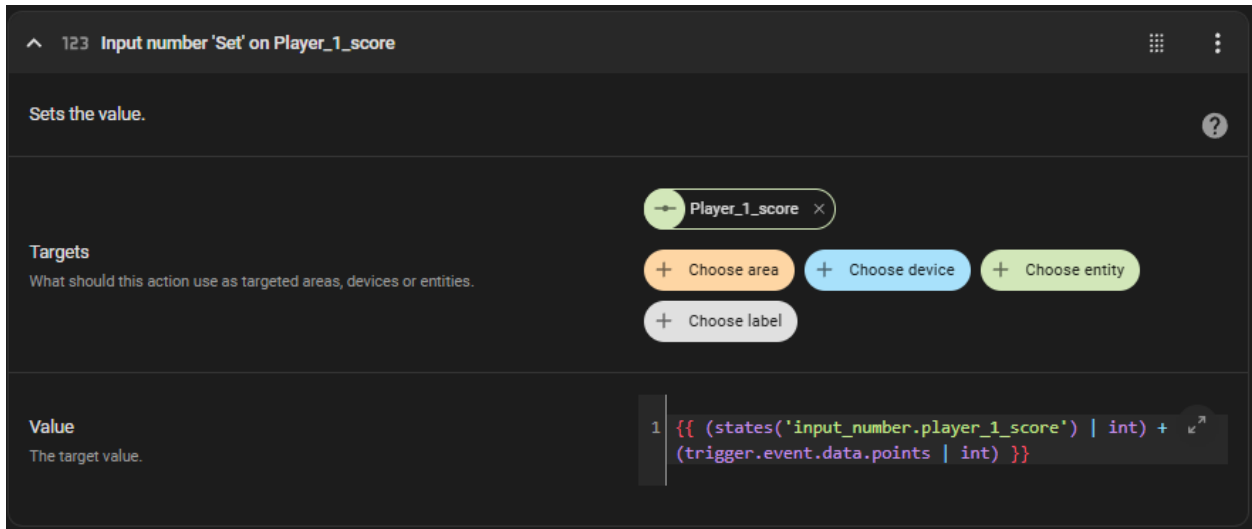 123 Input number 'Set' on Player_1_score
Sets the value.
Player_1_score
Targets
What should this action use as targeted areas, devices or entities.
Choose area
Choose device
Choose entity
Choose label
Value
The target value.
1 {{ (states('input_number.player_1_score') | int) +
(trigger.event.data.points | int) }}